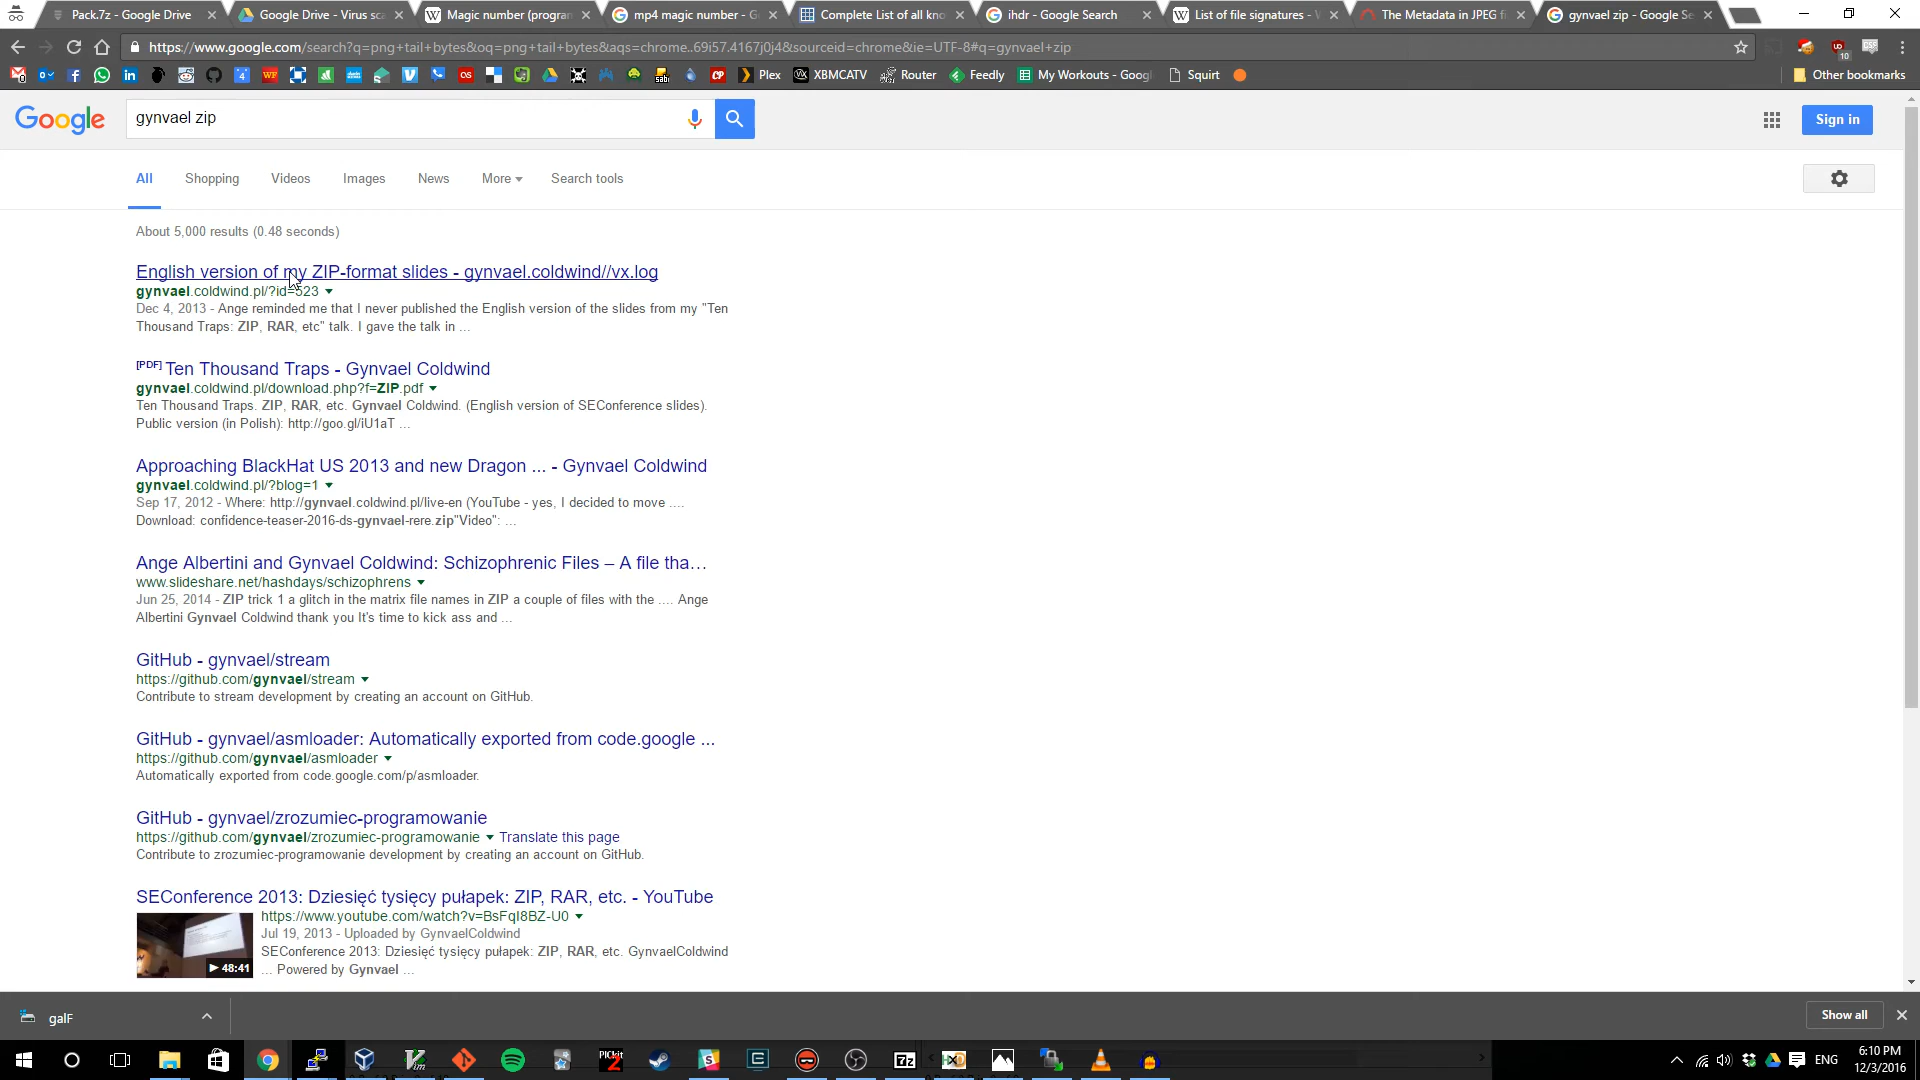 Pack.7z - Google Drive
Google Drive - Virus sc
Magic number (progran
mp4 magic number - G
Complete List of all kno
ihdr - Google Search
List of file signatures - W
The Metadata in JPEG f
gynvael zip - Google Se
https://www.google.com/search?q=png+tail+bytes&oq=png+tail+bytes&aqs=chrome..69i57.4167j0j4&sourceid=chrome&ie=UTF-8#q=gynvael+zip
Plex
XBMCATV
Router
Feedly
My Workouts - Googl
Squirt
Other bookmarks
Google
gynvael zip
Sign in
All
Shopping
Videos
Images
News
More
Search tools
About 5,000 results (0.48 seconds)
English version of my ZIP-format slides - gynvael.coldwind//vx.log
gynvael.coldwind.pl/?id=523
Dec 4, 2013 - Ange reminded me that I never published the English version of the slides from my "Ten
Thousand Traps: ZIP, RAR, etc" talk. I gave the talk in ...
[PDF] Ten Thousand Traps - Gynvael Coldwind
gynvael.coldwind.pl/download.php?f=ZIP.pdf
Ten Thousand Traps. ZIP, RAR, etc. Gynvael Coldwind. (English version of SEConference slides).
Public version (in Polish): http://goo.gl/iU1aT ...
Approaching BlackHat US 2013 and new Dragon ... - Gynvael Coldwind
gynvael.coldwind.pl/?blog=1
Sep 17, 2012 - Where: http://gynvael.coldwind.pl/live-en (YouTube - yes, I decided to move ....
Download: confidence-teaser-2016-ds-gynvael-rere.zip"Video": ...
Ange Albertini and Gynvael Coldwind: Schizophrenic Files – A file tha...
www.slideshare.net/hashdays/schizophrens
Jun 25, 2014 - ZIP trick 1 a glitch in the matrix file names in ZIP a couple of files with the .... Ange
Albertini Gynvael Coldwind thank you It's time to kick ass and ...
GitHub - gynvael/stream
https://github.com/gynvael/stream
Contribute to stream development by creating an account on GitHub.
GitHub - gynvael/asmloader: Automatically exported from code.google ...
https://github.com/gynvael/asmloader
Automatically exported from code.google.com/p/asmloader.
GitHub - gynvael/zrozumiec-programowanie
https://github.com/gynvael/zrozumiec-programowanie Translate this page
Contribute to zrozumiec-programowanie development by creating an account on GitHub.
SEConference 2013: Dziesięć tysięcy pułapek: ZIP, RAR, etc. - YouTube
https://www.youtube.com/watch?v=BsFqI8BZ-U0
Jul 19, 2013 - Uploaded by GynvaelColdwind
SEConference 2013: Dziesięć tysięcy pułapek: ZIP, RAR, etc. GynvaelColdwind
... Powered by Gynvael ...
48:41
galF
Show all
ENG
6:10 PM
12/3/2016